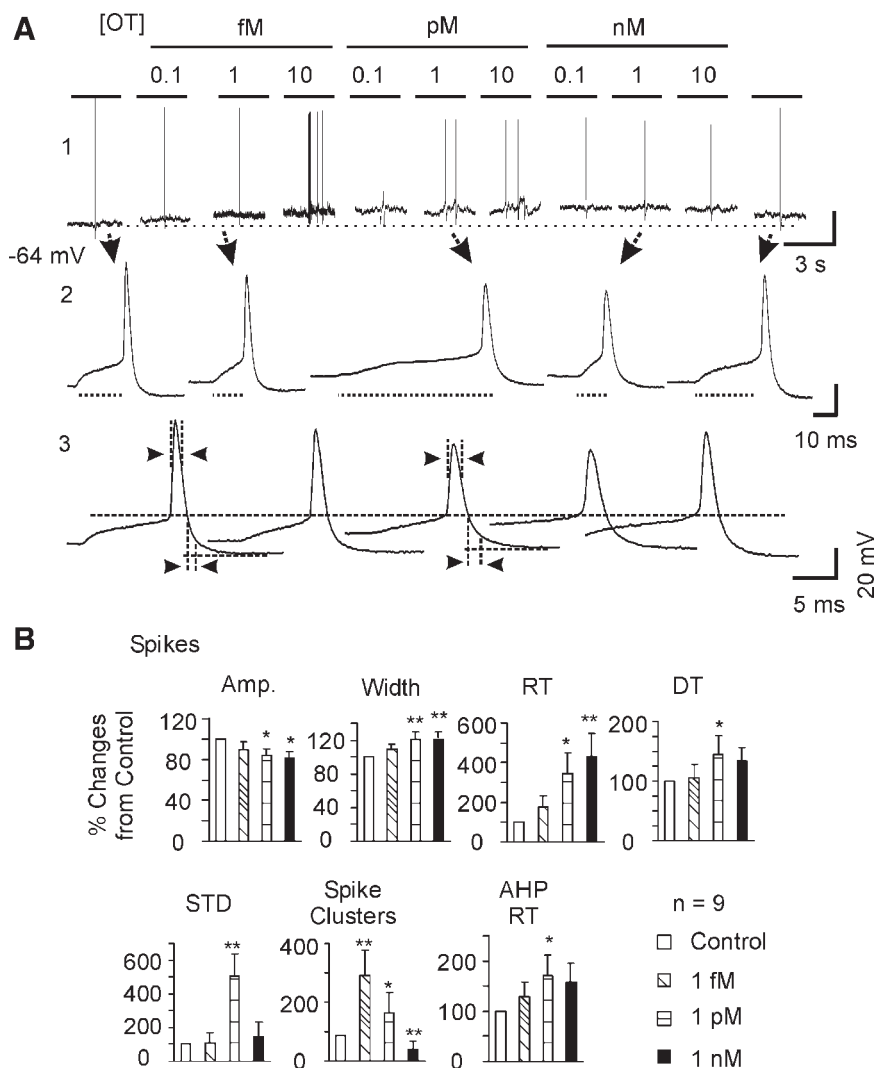 A
[OT] fM pM nM
0.1 1 10 0.1 1 10 0.1 1 10
1
-64 mV
3 s
2
10 ms
3
20 mV
5 ms
B
Spikes
Amp. Width RT DT
% Changes
from Control
120 80 40 0
120 80 40 0
600 400 200 0
200 100 0
* *
** **
* **
*
STD Spike
Clusters AHP
RT
600 400 200 0
400 200 0
200 100 0
**
** * **
*
n = 9
Control
1 fM
1 pM
1 nM